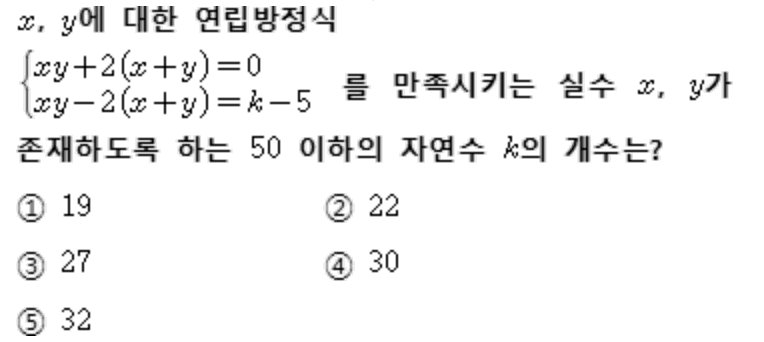 x, y에 대한 연립방정식
{xy+2(x+y)=0
{xy−2(x+y)=k−5 를 만족시키는 실수 x, y가
존재하도록 하는 50 이하의 자연수 k의 개수는?
① 19 ② 22
③ 27 ④ 30
⑤ 32